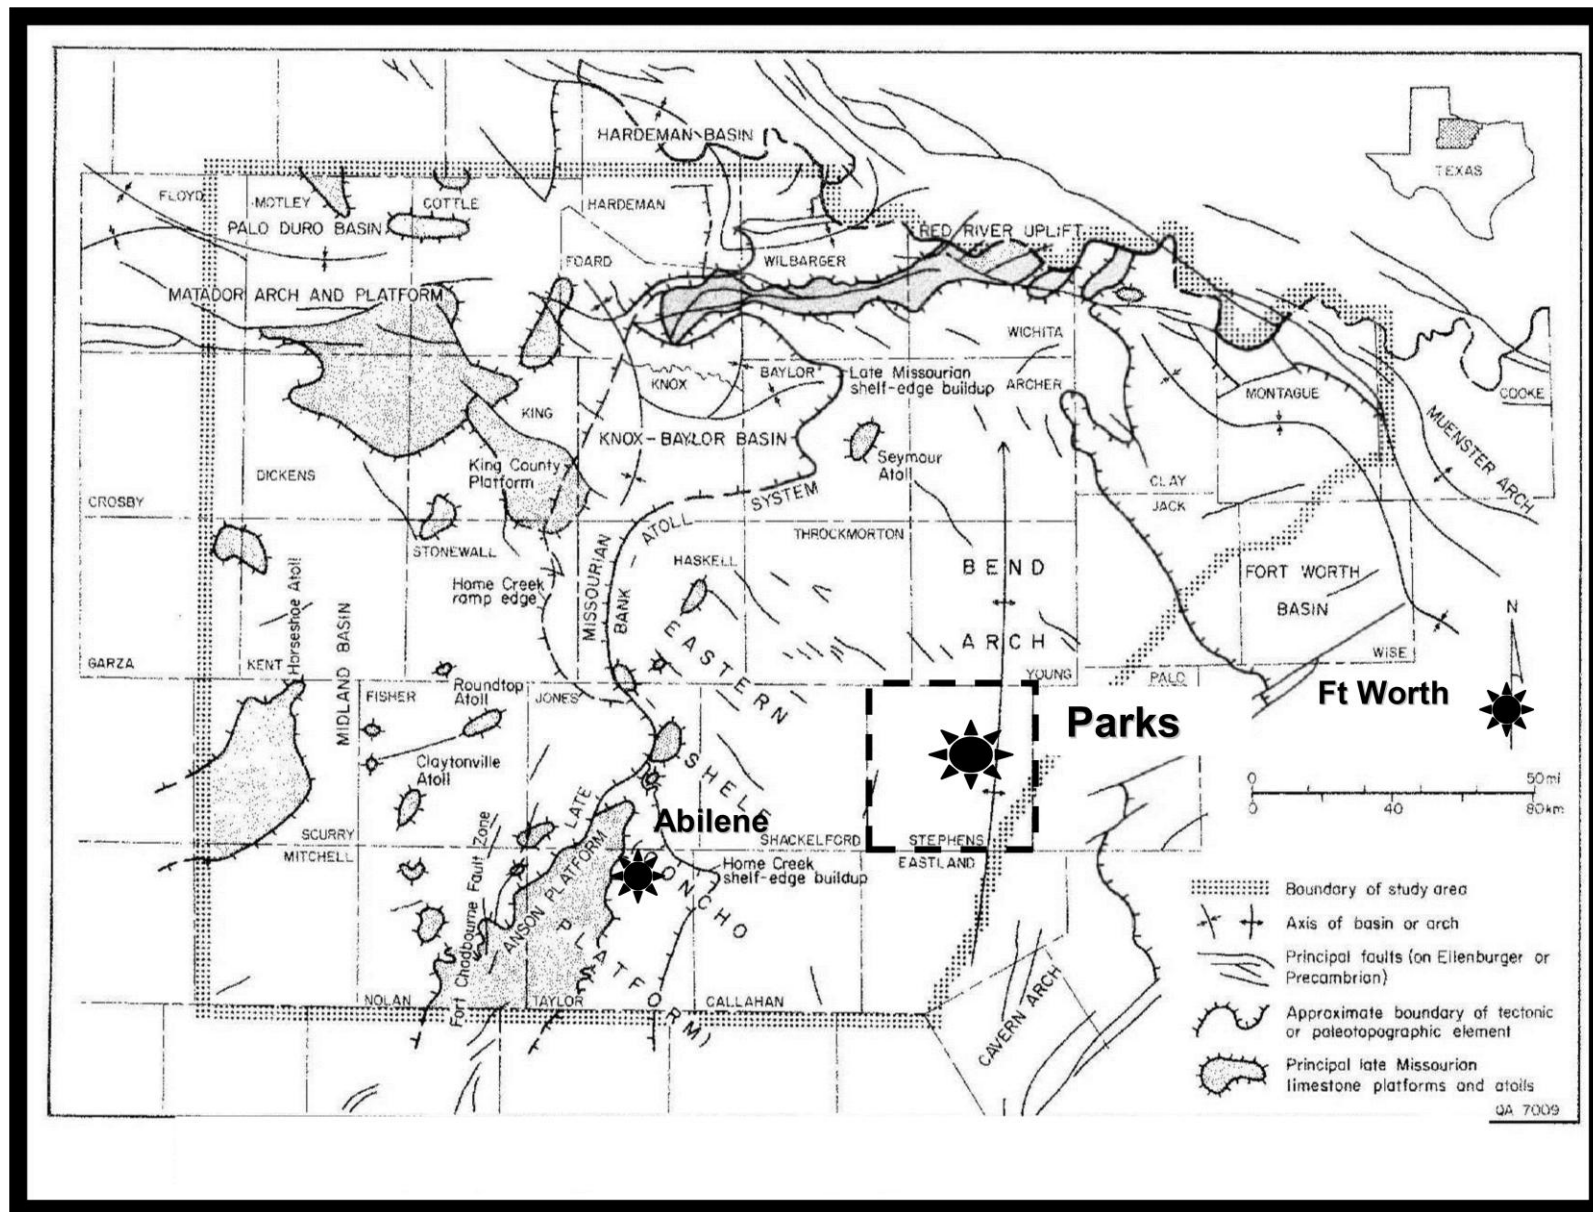 HARDEMAN BASIN
TEXAS
FLOYD
MOTLEY
COTTLE
HARDEMAN
PALO DURO BASIN
RED RIVER UPLIFT
FOARD
WILBARGER
MATADOR ARCH AND PLATFORM
WICHITA
KNOX
BAYLOR
Late Missourian
shelf-edge buildup
ARCHER
MONTAGUE
COOKE
KING
KNOX-BAYLOR BASIN
MUENSTER ARCH
King County
Platform
Seymour
Atoll
DICKENS
CROSBY
CLAY
JACK
MISSOURIAN
BANK - ATOLL SYSTEM
STONEWALL
THROCKMORTON
HASKELL
BEND
ARCH
FORT WORTH
BASIN
Home Creek
ramp edge
Horseshoe Atoll
MIDLAND BASIN
EASTERN
SHELF
N
GARZA
KENT
YOUNG
PALO
WISE
FISHER
Roundtop
Atoll
JONES
Ft Worth
Parks
Claytonville
Atoll
0 50mi
40 80km
LATE
Abilene
SCURRY
MITCHELL
SHACKELFORD
STEPHENS
EASTLAND
Home Creek
shelf-edge buildup
Fort Chadbourne Fault Zone
ANSON PLATFORM
CONCHO
PLATFORM)
NOLAN
TAYLOR
CALLAHAN
CAVERN ARCH
Boundary of study area
Axis of basin or arch
Principal faults (on Ellenburger or
Precambrian)
Approximate boundary of tectonic
or paleotopographic element
Principal late Missourian
limestone platforms and atolls
QA 7009